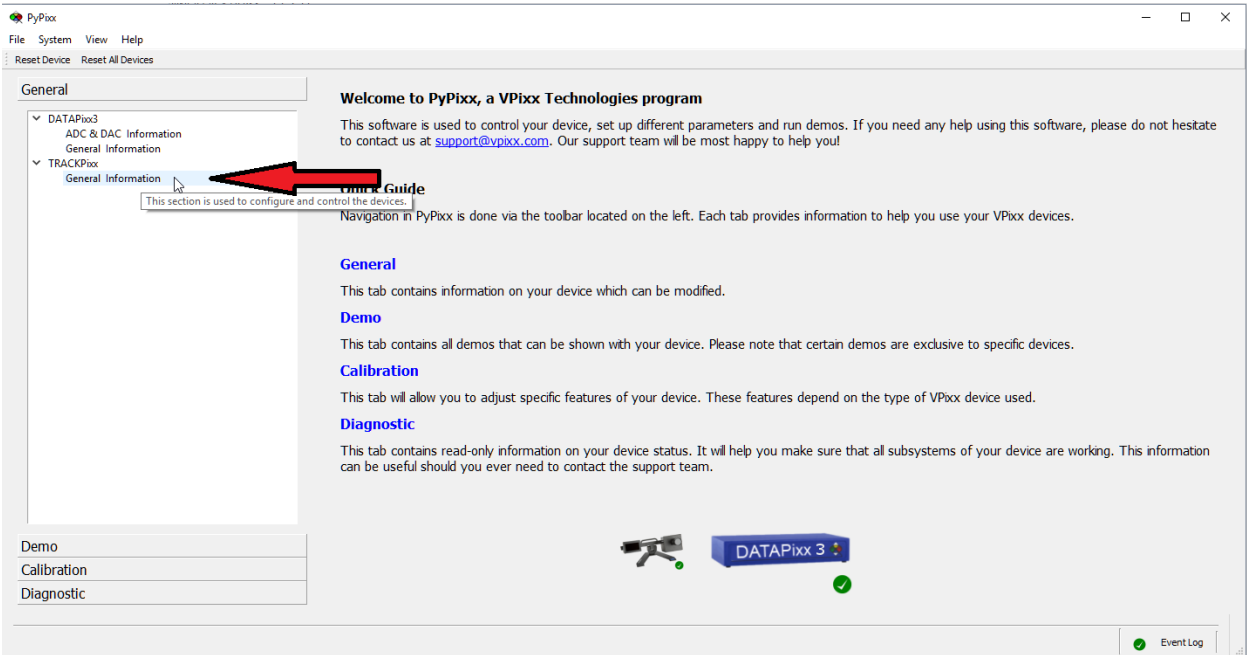 PyPixx
File System View Help
Reset Device Reset All Devices
General
DATAPixx3
ADC & DAC Information
General Information
TRACKPixx
General Information
This section is used to configure and control the devices.
Demo
Calibration
Diagnostic
Welcome to PyPixx, a VPixx Technologies program
This software is used to control your device, set up different parameters and run demos. If you need any help using this software, please do not hesitate
to contact us at support@vpixx.com. Our support team will be most happy to help you!
Guide
Navigation in PyPixx is done via the toolbar located on the left. Each tab provides information to help you use your VPixx devices.
General
This tab contains information on your device which can be modified.
Demo
This tab contains all demos that can be shown with your device. Please note that certain demos are exclusive to specific devices.
Calibration
This tab will allow you to adjust specific features of your device. These features depend on the type of VPixx device used.
Diagnostic
This tab contains read-only information on your device status. It will help you make sure that all subsystems of your device are working. This information
can be useful should you ever need to contact the support team.
DATAPixx 3
Event Log